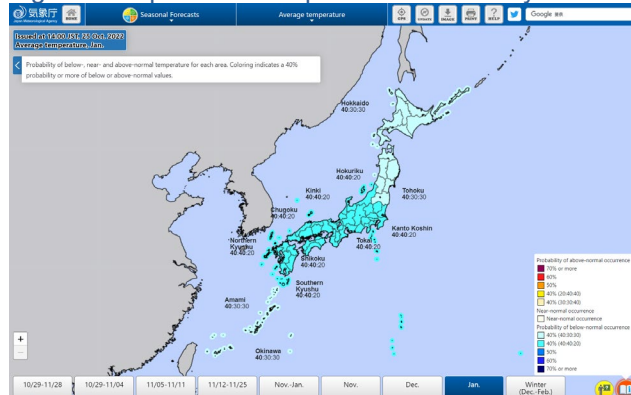 気象庁
Japan Meteorological Agency
HOME
Seasonal Forecasts
Average temperature
GPS
UPDATE
IMAGE
PRINT
HELP
Google
Issued at 14:00 JST, 25 Oct. 2022
Average temperature, Jan.
Probability of below-, near- and above-normal temperature for each area. Coloring indicates a 40%
probability or more of below or above-normal values.
Hokkaido
40:30:30
Hokuriku
40:40:20
Tohoku
40:30:30
Kinki
40:40:20
Chugoku
40:40:20
Kanto Koshin
40:40:20
Northern
Kyushu
40:40:20
Tokai
40:40:20
Shikoku
40:40:20
Southern
Kyushu
40:40:20
Amami
40:30:30
Okinawa
40:30:30
Probability of above-normal occurrence
70% or more
60%
50%
40% (20:40:40)
40% (30:30:40)
Near-normal occurrence
Near-normal occurrence
Probability of below-normal occurrence
40% (40:30:30)
40% (40:40:20)
50%
60%
70% or more
+
−
10/29-11/28
10/29-11/04
11/05-11/11
11/12-11/25
Nov.-Jan.
Nov.
Dec.
Jan.
Winter
(Dec.-Feb.)